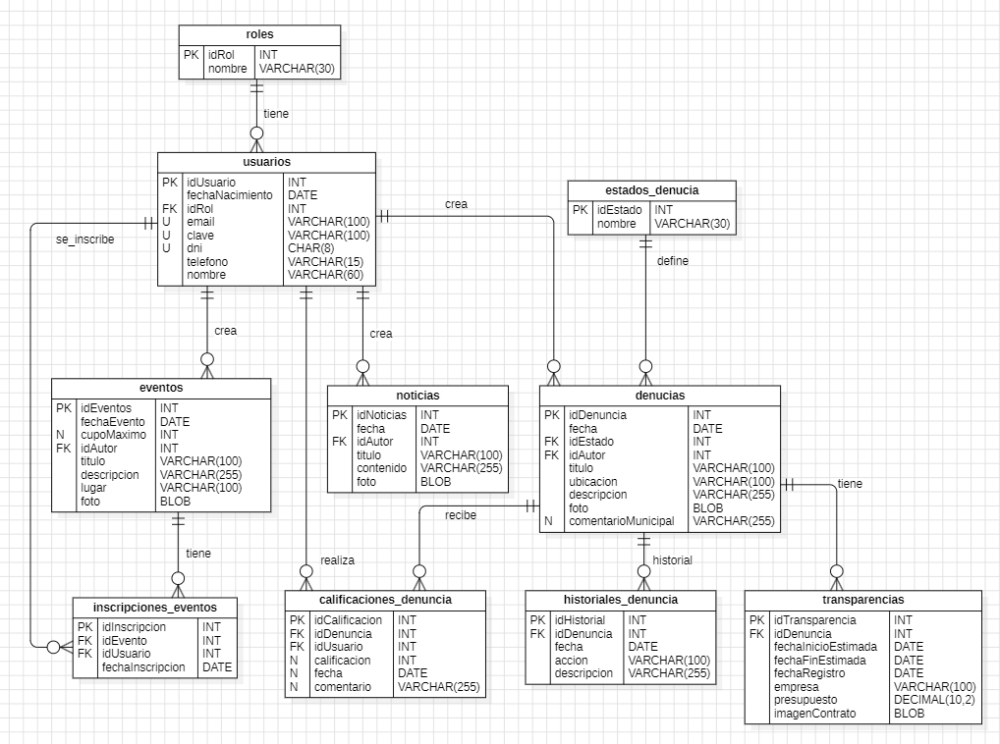 roles
PK idRol INT
nombre VARCHAR(30)
tiene
usuarios
PK idUsuario INT
fechaNacimiento DATE
FK idRol INT
U email VARCHAR(100)
U clave VARCHAR(100)
U dni CHAR(8)
telefono VARCHAR(15)
nombre VARCHAR(60)
crea
estados_denucia
PK idEstado INT
nombre VARCHAR(30)
se_inscribe
define
crea
crea
eventos
PK idEventos INT
fechaEvento DATE
N cupoMaximo INT
FK idAutor INT
titulo VARCHAR(100)
descripcion VARCHAR(255)
lugar VARCHAR(100)
foto BLOB
noticias
PK idNoticias INT
fecha DATE
FK idAutor INT
titulo VARCHAR(100)
contenido VARCHAR(255)
foto BLOB
denucias
PK idDenuncia INT
fecha DATE
FK idEstado INT
FK idAutor INT
titulo VARCHAR(100)
ubicacion VARCHAR(100)
descripcion VARCHAR(255)
foto BLOB
N comentarioMunicipal VARCHAR(255)
tiene
recibe
tiene
realiza
historial
inscripciones_eventos
PK idInscripcion INT
FK idEvento INT
FK idUsuario INT
fechaInscripcion DATE
calificaciones_denuncia
PK idCalificacion INT
FK idDenuncia INT
FK idUsuario INT
N calificacion INT
N fecha DATE
N comentario VARCHAR(255)
historiales_denuncia
PK idHistorial INT
FK idDenuncia INT
fecha DATE
accion VARCHAR(100)
descripcion VARCHAR(255)
transparencias
PK idTransparencia INT
FK idDenuncia INT
fechaInicioEstimada DATE
fechaFinEstimada DATE
fechaRegistro DATE
empresa VARCHAR(100)
presupuesto DECIMAL(10,2)
imagenContrato BLOB